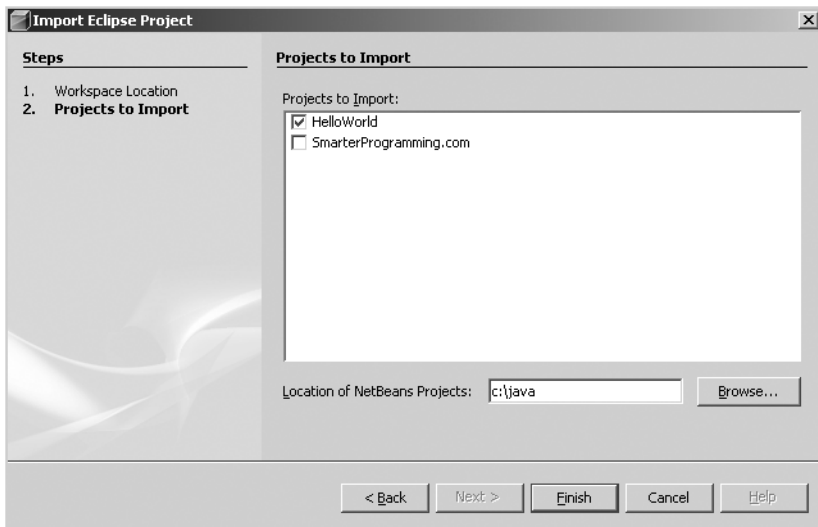 Import Eclipse Project
Steps
1. Workspace Location
2. Projects to Import
Projects to Import
Projects to Import:
HelloWorld
SmarterProgramming.com
Location of NetBeans Projects: c:\java Browse...
< Back Next > Finish Cancel Help